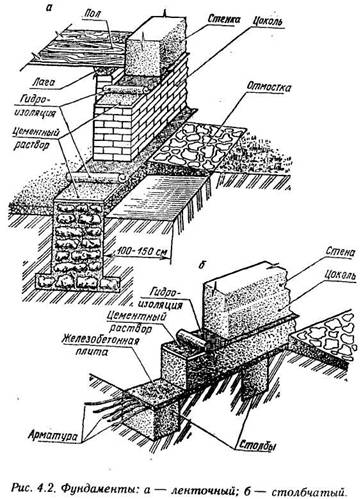 а
Пол
Стенка
Цоколь
Лага
Гидро-
изоляция
Отмостка
Цементный
раствор
100-150 см
б
Стена
Гидро-
изоляция
Цоколь
Цементный
раствор
Железобетонная
плита
Арматура
Столбы
Рис. 4.2. Фундаменты: а — ленточный; б — столбчатый.